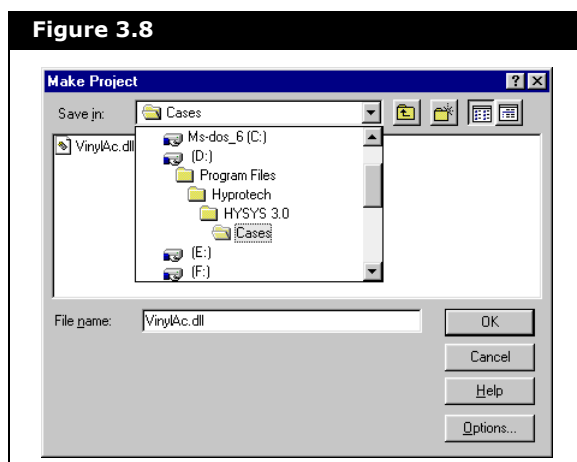 Figure 3.8
Make Project
Save in: Cases
VinylAc.dll
Ms-dos_6 (C:)
(D:)
Program Files
Hyprotech
HYSYS 3.0
Cases
(E:)
(F:)
File name: VinylAc.dll
OK
Cancel
Help
Options...